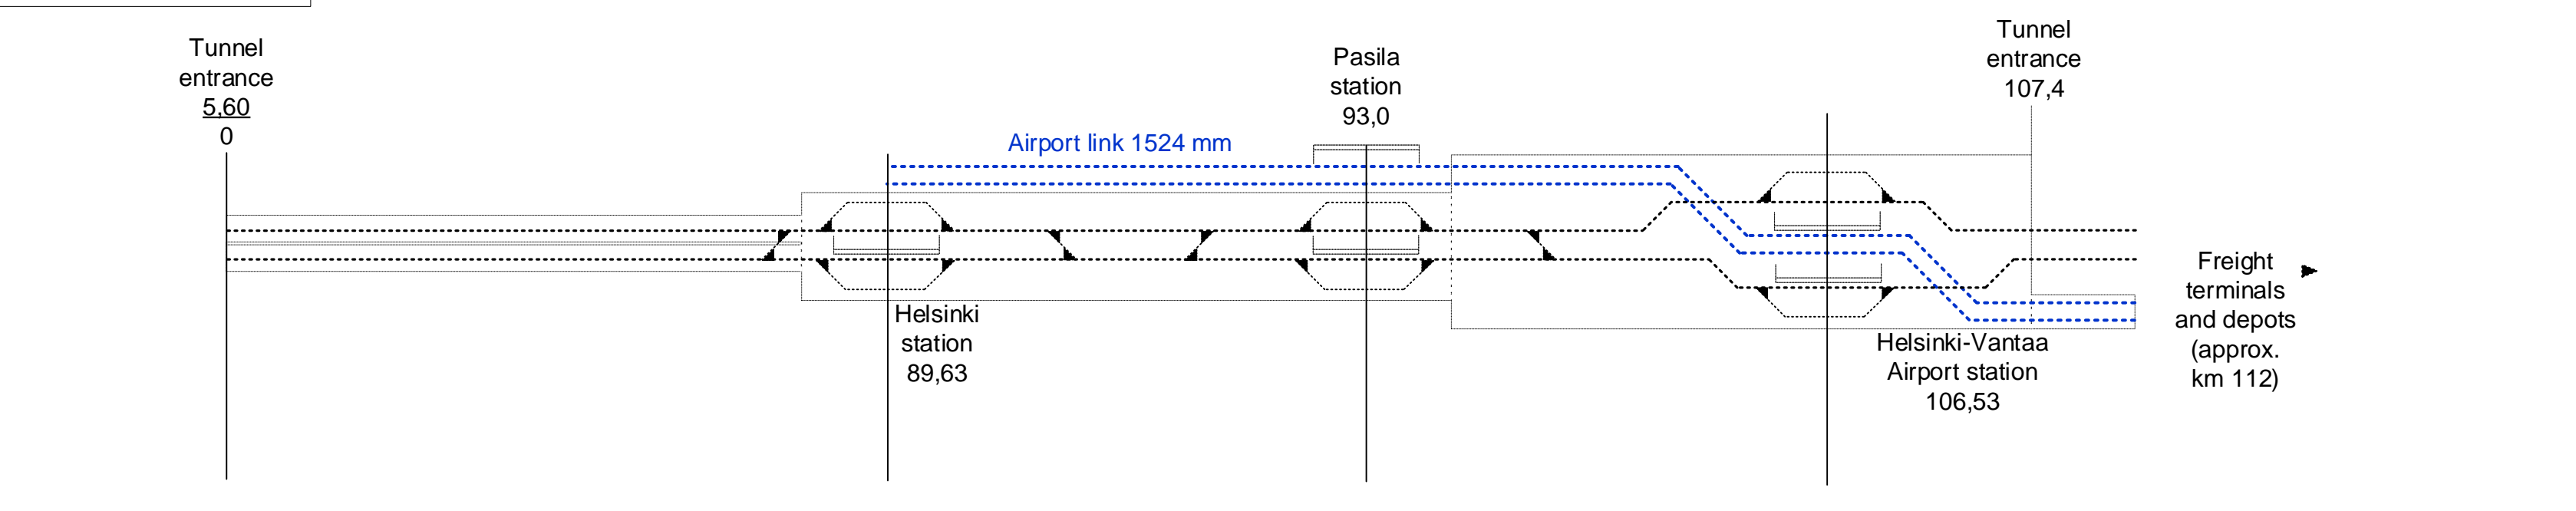 Tunnel
entrance
5,60
0
Airport link 1524 mm
Pasila
station
93,0
Tunnel
entrance
107,4
Helsinki
station
89,63
Helsinki-Vantaa
Airport station
106,53
Freight
terminals
and depots
(approx.
km 112)